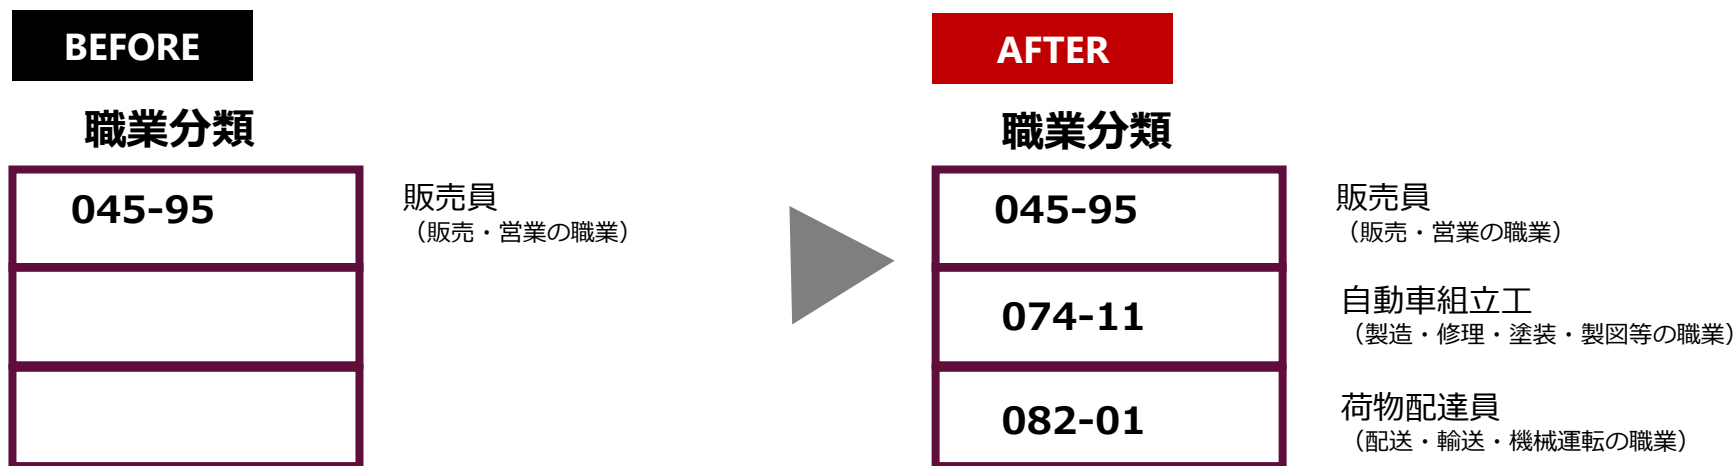 BEFORE
職業分類
045-95
販売員
（販売・営業の職業）
AFTER
職業分類
045-95
販売員
（販売・営業の職業）
074-11
自動車組立工
（製造・修理・塗装・製図等の職業）
082-01
荷物配達員
（配送・輸送・機械運転の職業）